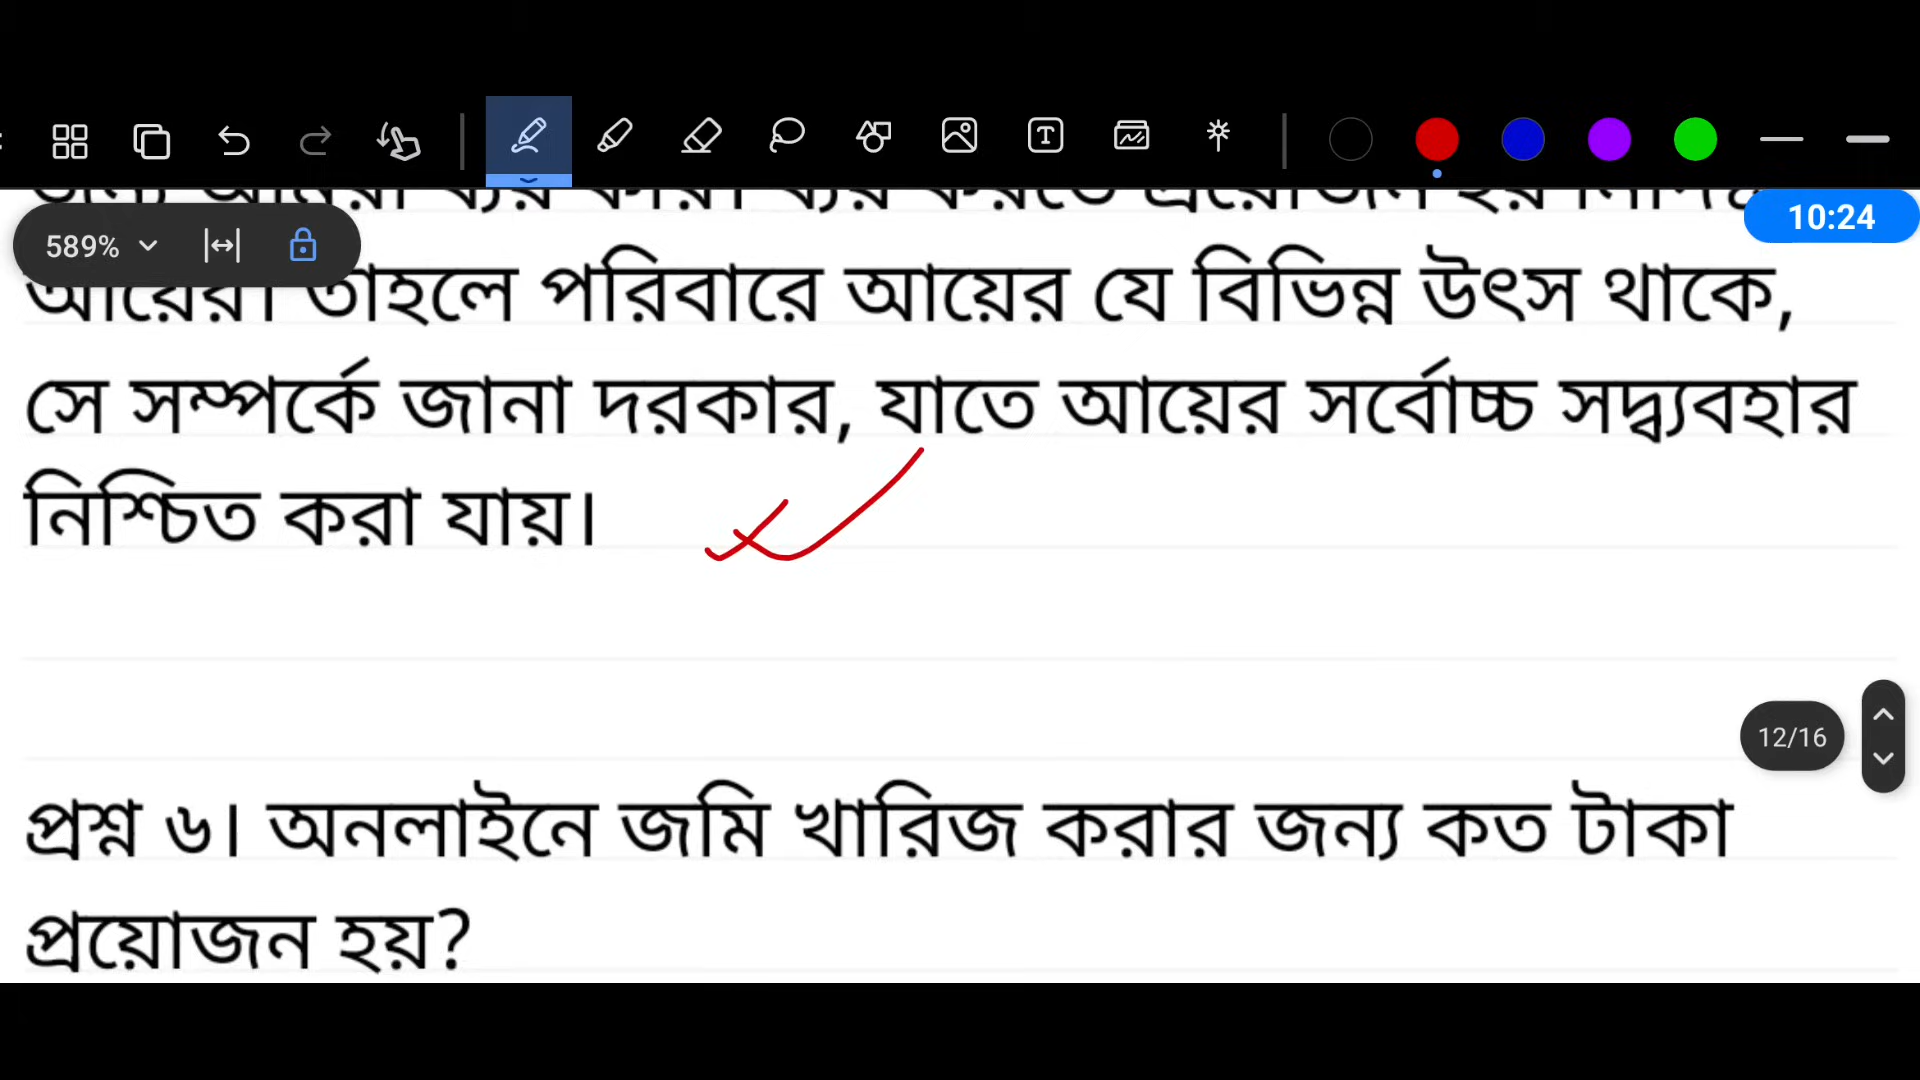 589%
10:24
আয়ের। তাহলে পরিবারে আয়ের যে বিভিন্ন উৎস থাকে,
সে সম্পর্কে জানা দরকার, যাতে আয়ের সর্বোচ্চ সদ্ব্যবহার
নিশ্চিত করা যায়।
12/16
প্রশ্ন ৬। অনলাইনে জমি খারিজ করার জন্য কত টাকা
প্রয়োজন হয়?